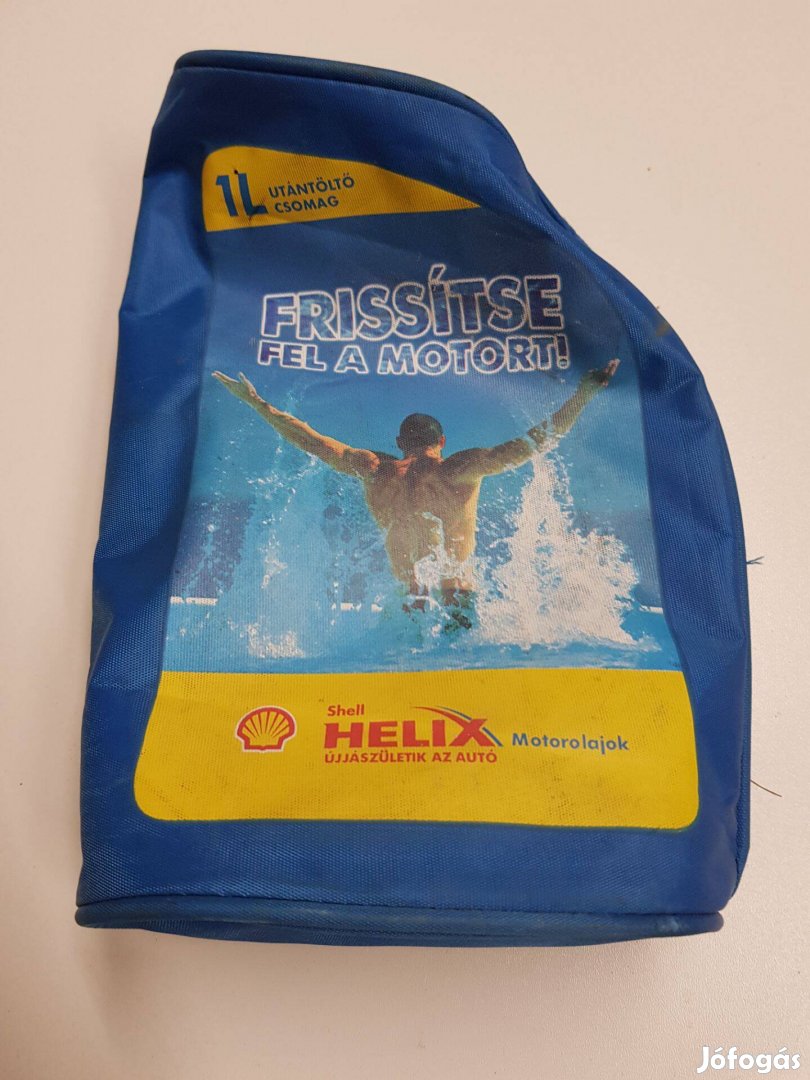 1L UTÁNTÖLTŐ
CSOMAG
FRISSÍTSE
FEL A MOTORT!
Shell
HELIX Motorolajok
ÚJJÁSZÜLETIK AZ AUTÓ
Jófogás